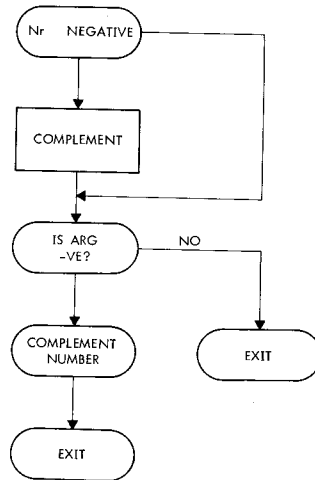 Nr NEGATIVE
COMPLEMENT
IS ARG
-VE?
NO
COMPLEMENT
NUMBER
EXIT
EXIT